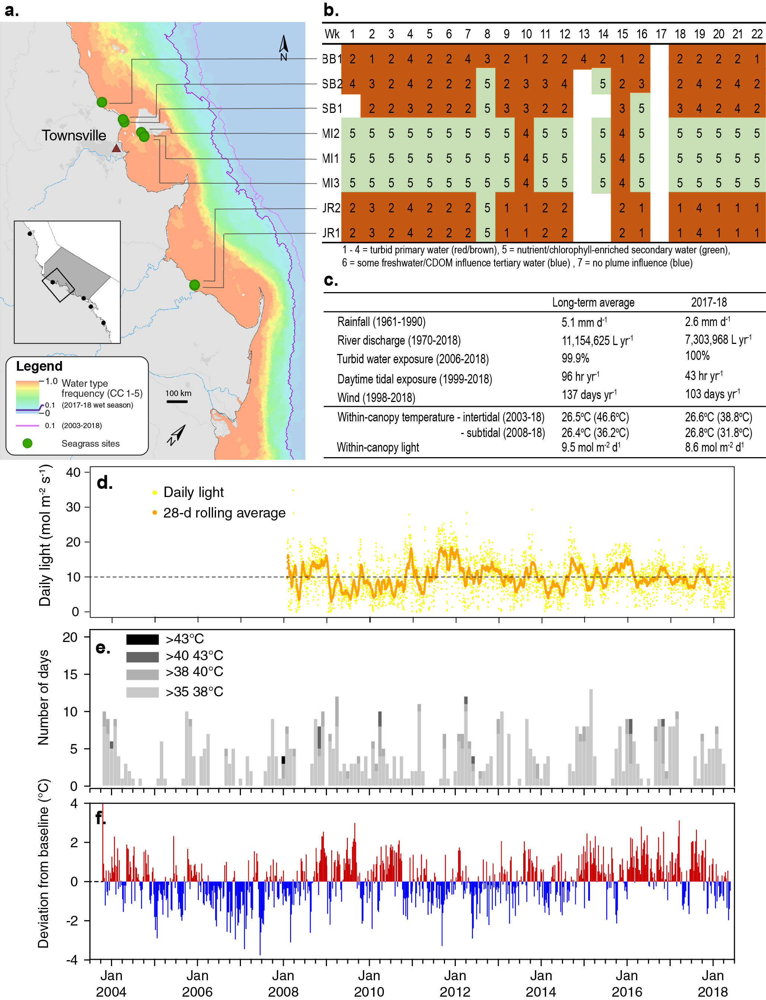 a.
N
Townsville
Legend
1.0 Water type
frequency (CC 1-5)
0.1 (2017-18 wet season)
0
0.1 (2003-2018)
Seagrass sites
100 km
N
b.
Wk 1 2 3 4 5 6 7 8 9 10 11 12 13 14 15 16 17 18 19 20 21 22
BB1 2 1 2 4 2 2 4 3 2 1 2 2 4 2 1 2 2 2 2 2 1
SB2 4 3 2 4 2 2 2 5 2 3 3 4 5 2 3 2 4 2 4 2
SB1 2 2 3 2 2 2 5 3 3 2 2 3 5 3 4 2 4 2
MI2 5 5 5 5 5 5 5 5 5 4 5 5 5 4 5 5 5 5 5 5
MI1 5 5 5 5 5 5 5 5 5 4 5 5 5 4 5 5 5 5 5 5
MI3 5 5 5 5 5 5 5 5 5 4 5 5 5 4 5 5 5 5 5 5
JR2 2 3 2 4 2 2 2 5 1 1 2 2 2 1 1 4 1 1 1
JR1 2 3 2 4 2 2 2 5 1 1 2 2 2 1 1 4 1 1 1
1 - 4 = turbid primary water (red/brown), 5 = nutrient/chlorophyll-enriched secondary water (green),
6 = some freshwater/CDOM influence tertiary water (blue) , 7 = no plume influence (blue)
c.
Long-term average 2017-18
Rainfall (1961-1990) 5.1 mm d-1 2.6 mm d-1
River discharge (1970-2018) 11,154,625 L yr-1 7,303,968 L yr-1
Turbid water exposure (2006-2018) 99.9% 100%
Daytime tidal exposure (1999-2018) 96 hr yr-1 43 hr yr-1
Wind (1998-2018) 137 days yr-1 103 days yr-1
Within-canopy temperature - intertidal (2003-18) 26.5ºC (46.6ºC) 26.6ºC (38.8ºC)
- subtidal (2008-18) 26.4ºC (36.2ºC) 26.8ºC (31.8ºC)
Within-canopy light 9.5 mol m-2 d1 8.6 mol m-2 d1
d.
Daily light (mol m-2 s-1)
40
30
20
10
0
Daily light
28-d rolling average
e.
Number of days
20
15
10
5
0
>43°C
>40 43°C
>38 40°C
>35 38°C
f.
Deviation from baseline (°C)
4
2
0
-2
-4
Jan Jan Jan Jan Jan Jan Jan Jan
2004 2006 2008 2010 2012 2014 2016 2018